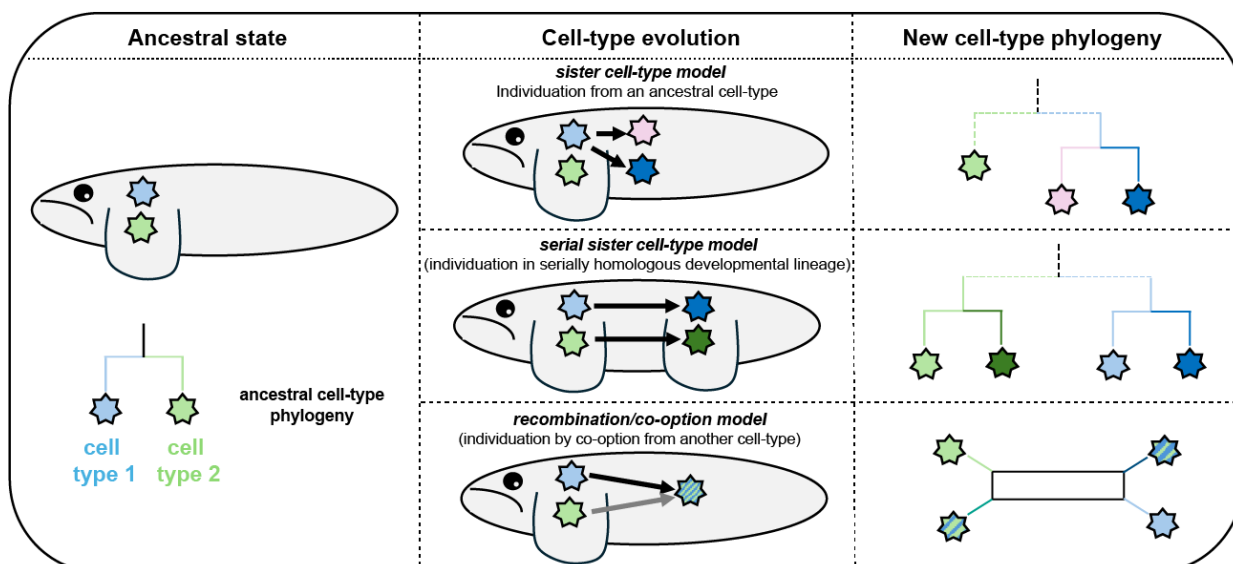 Ancestral state
Cell-type evolution
New cell-type phylogeny
sister cell-type model
Individuation from an ancestral cell-type
serial sister cell-type model
(individuation in serially homologous developmental lineage)
ancestral cell-type
phylogeny
cell
type 1
cell
type 2
recombination/co-option model
(individuation by co-option from another cell-type)